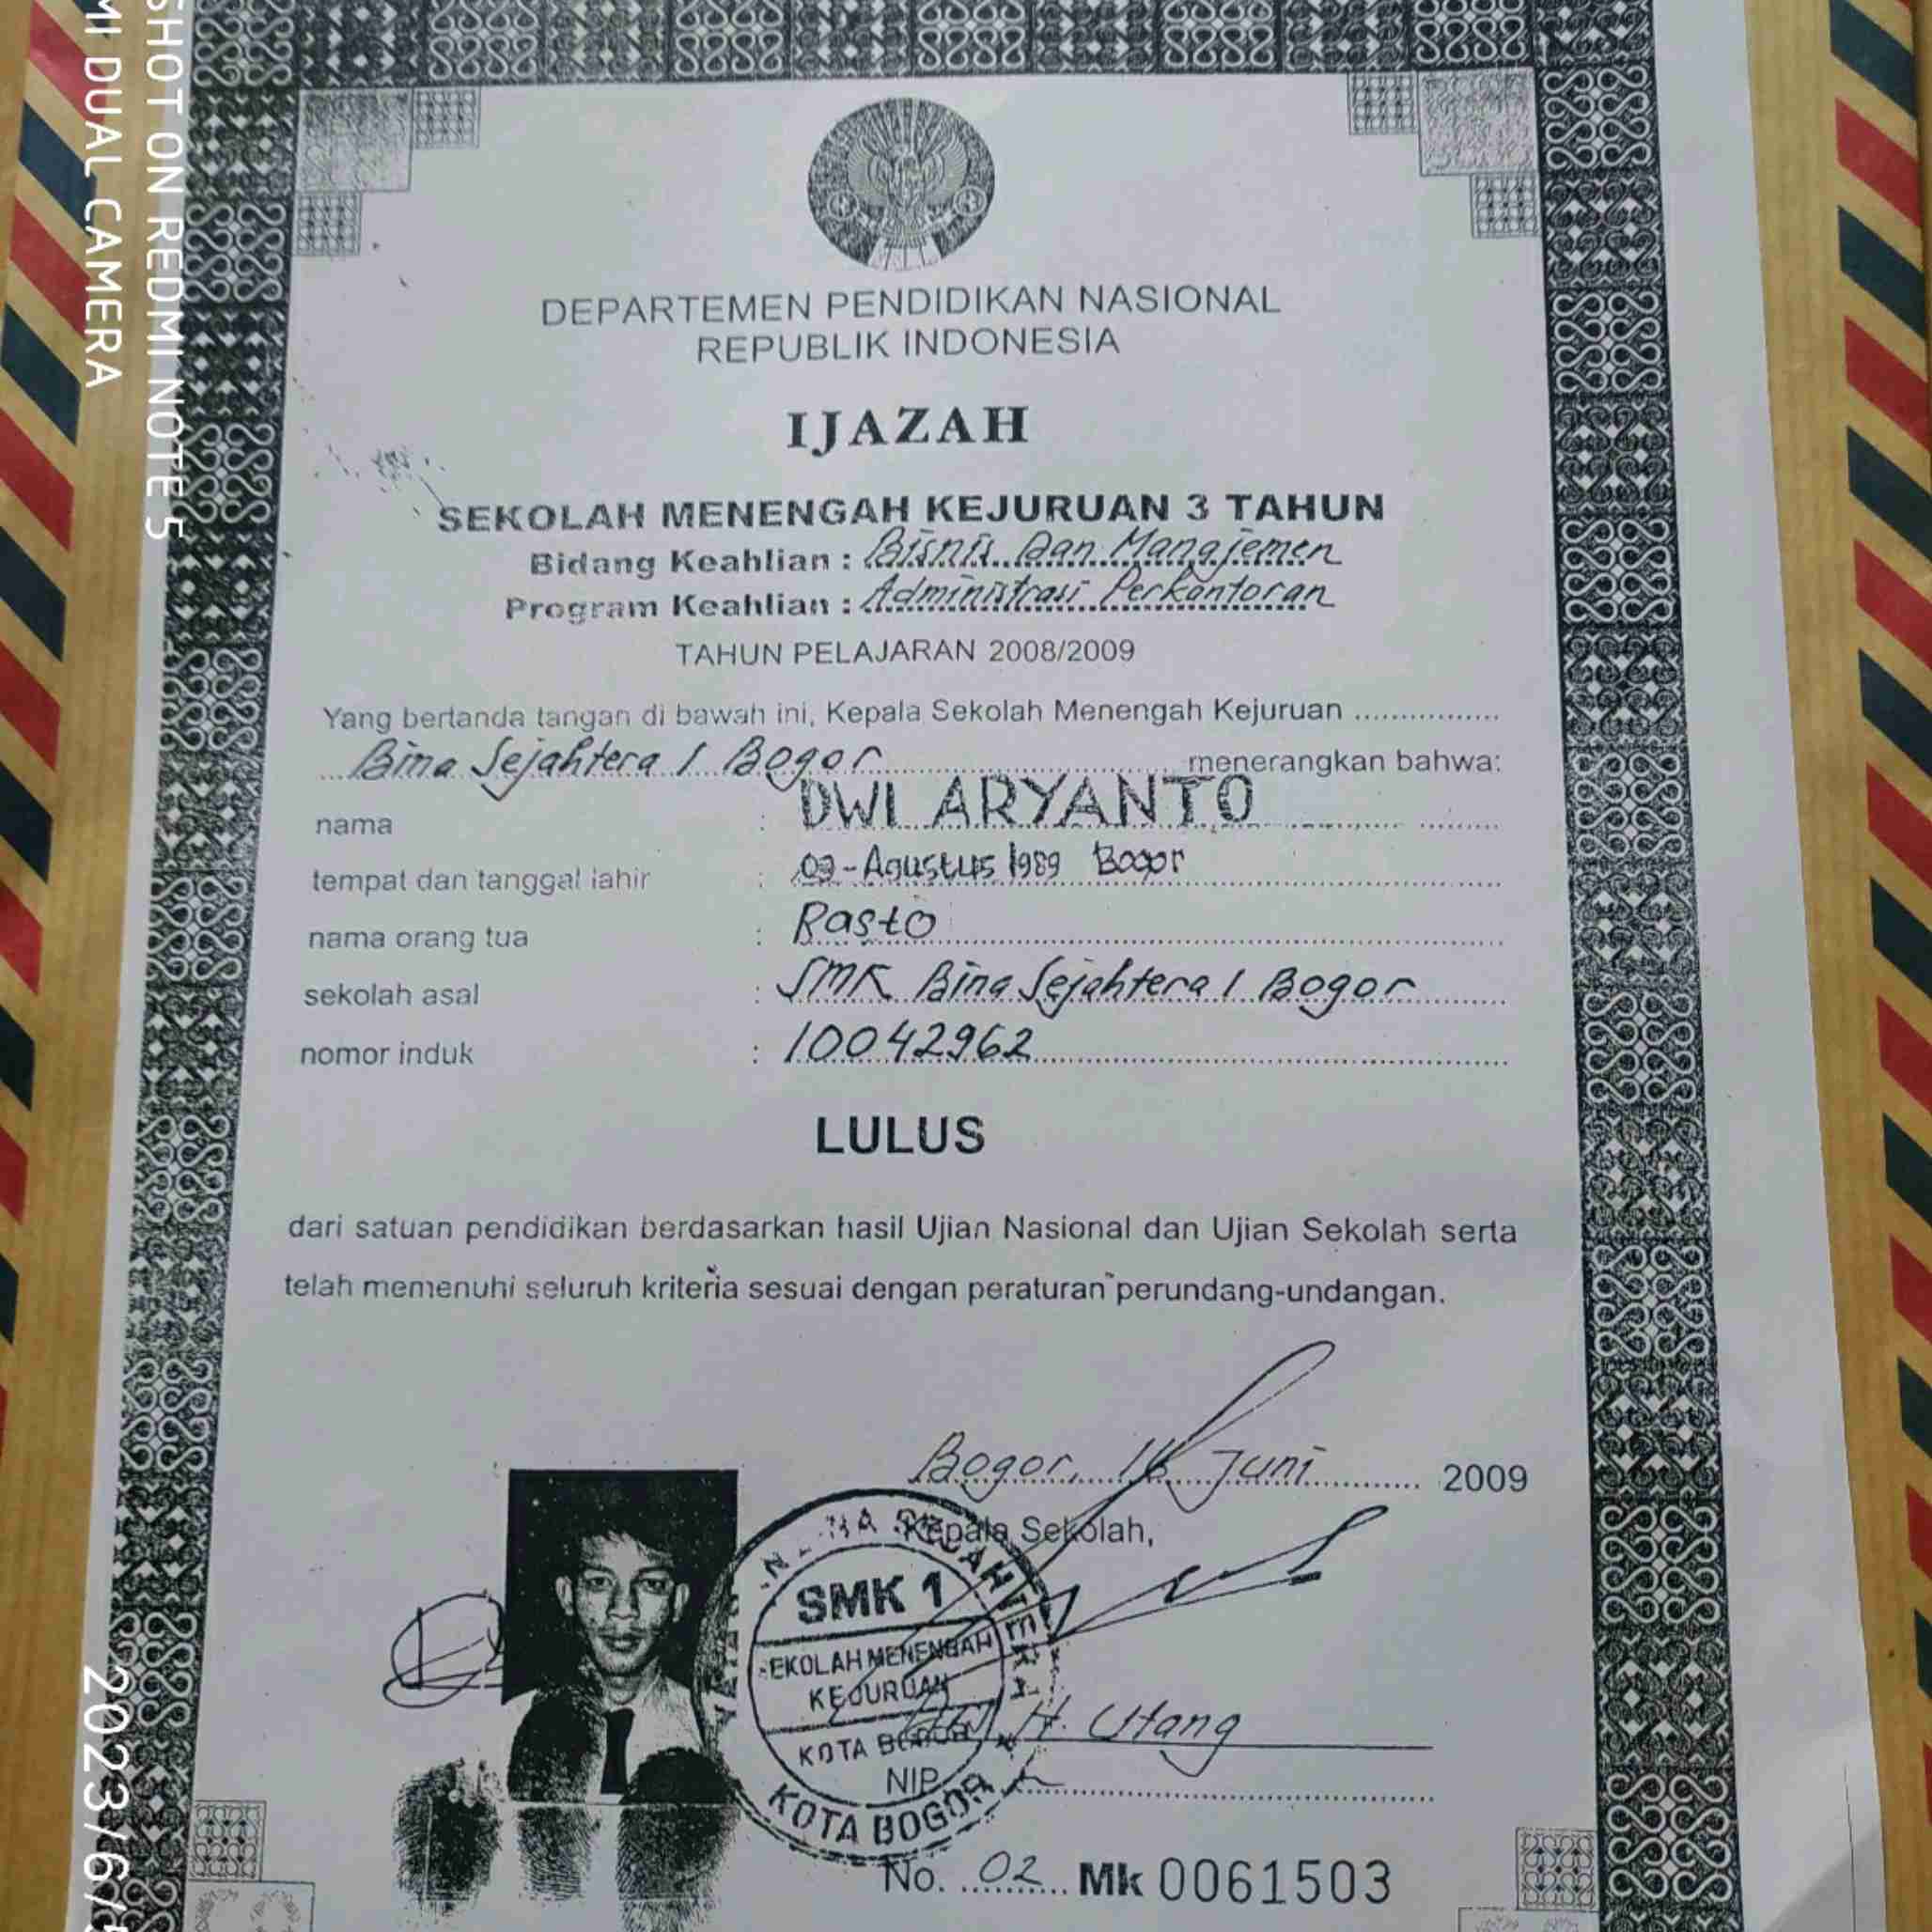 DEPARTEMEN PENDIDIKAN NASIONAL
REPUBLIK INDONESIA
IJAZAH
SEKOLAH MENENGAH KEJURUAN 3 TAHUN
Bidang Keahlian : Bisnis Dan Manajemen
Program Keahlian : Administrasi Perkantoran
TAHUN PELAJARAN 2008/2009
Yang bertanda tangan di bawah ini, Kepala Sekolah Menengah Kejuruan ................
Bina Sejahtera 1 Bogor menerangkan bahwa:
nama : DWI ARYANTO
tempat dan tanggal lahir : Agustus 1989 Bogor
nama orang tua : Rasto
sekolah asal : SMK Bina Sejahtera 1 Bogor
nomor induk : 10042962
LULUS
dari satuan pendidikan berdasarkan hasil Ujian Nasional dan Ujian Sekolah serta
telah memenuhi seluruh kriteria sesuai dengan peraturan perundang-undangan.
Bogor, 16 Juni 2009
Kepala Sekolah,
SMK 1
SEKOLAH MENENGAH
KEJURUAN
KOTA BOGOR
KOTA BOGOR
H. Utang
NIP
No. 02 Mk 0061503
SHOT ON REDMI NOTE 5
MI DUAL CAMERA
2023/6/